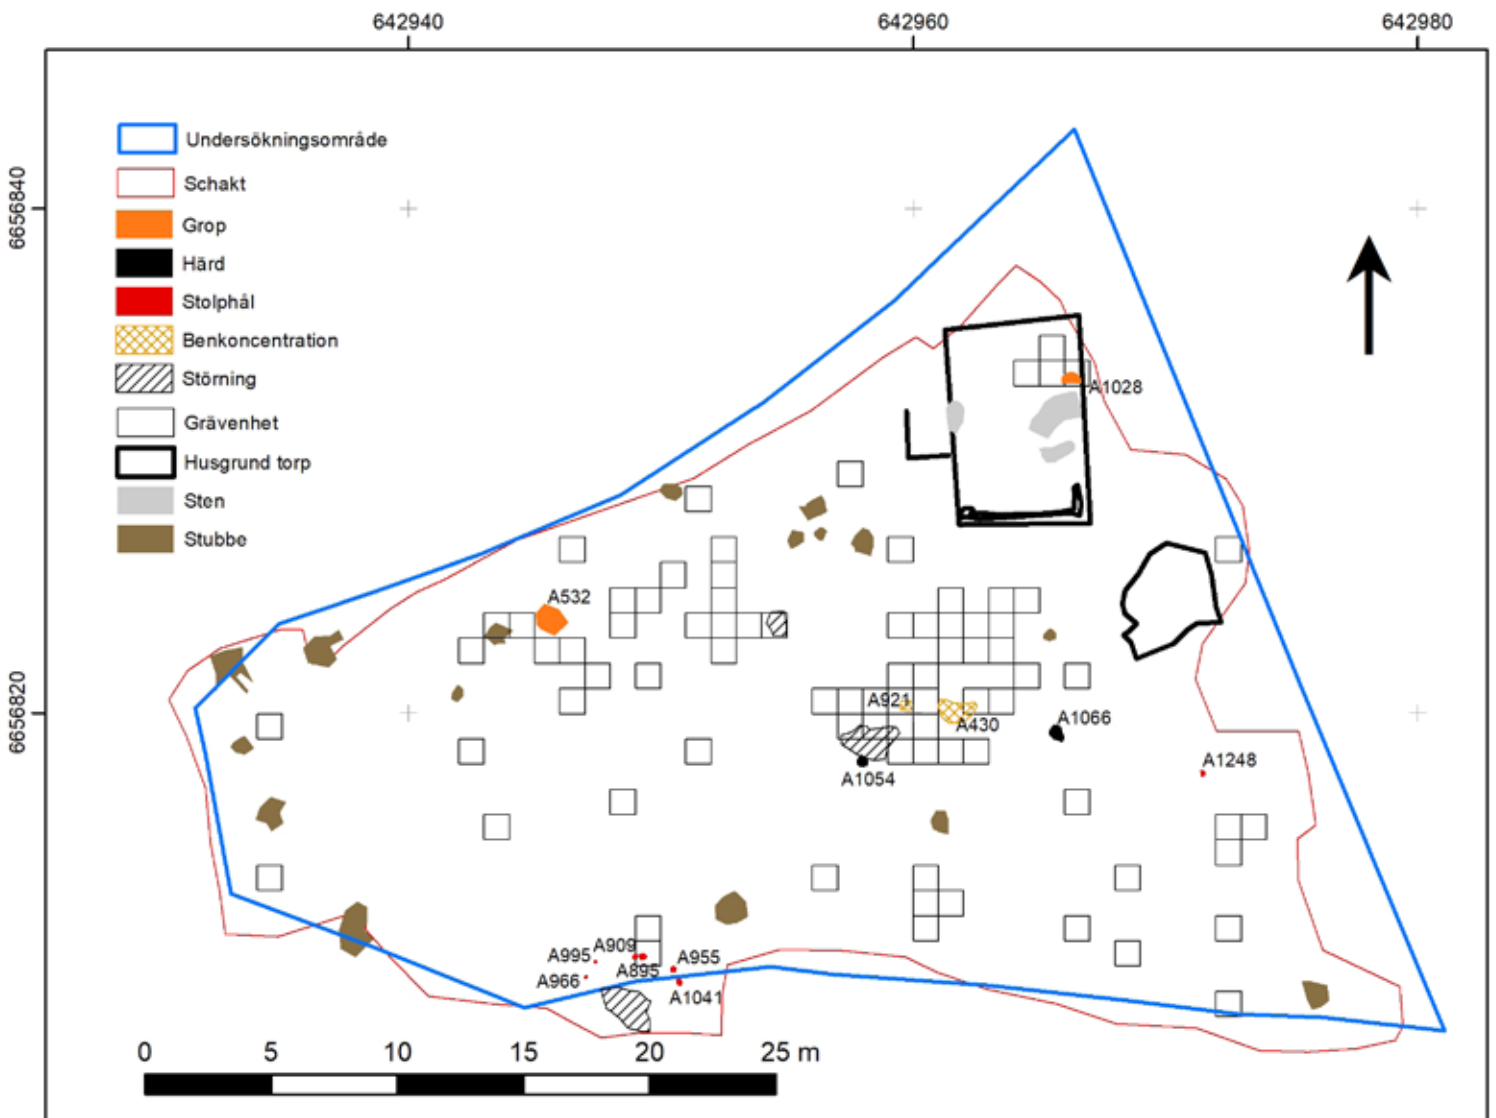 642940 642960 642980
6656840
6656820
Undersökningsområde
Schakt
Grop
Härd
Stolphål
Benkoncentration
Störning
Grävenhet
Husgrund torp
Sten
Stubbe
A1028
A532
A921
A430
A1066
A1054
A1248
A995
A909
A955
A966
A895
A1041
0 5 10 15 20 25 m